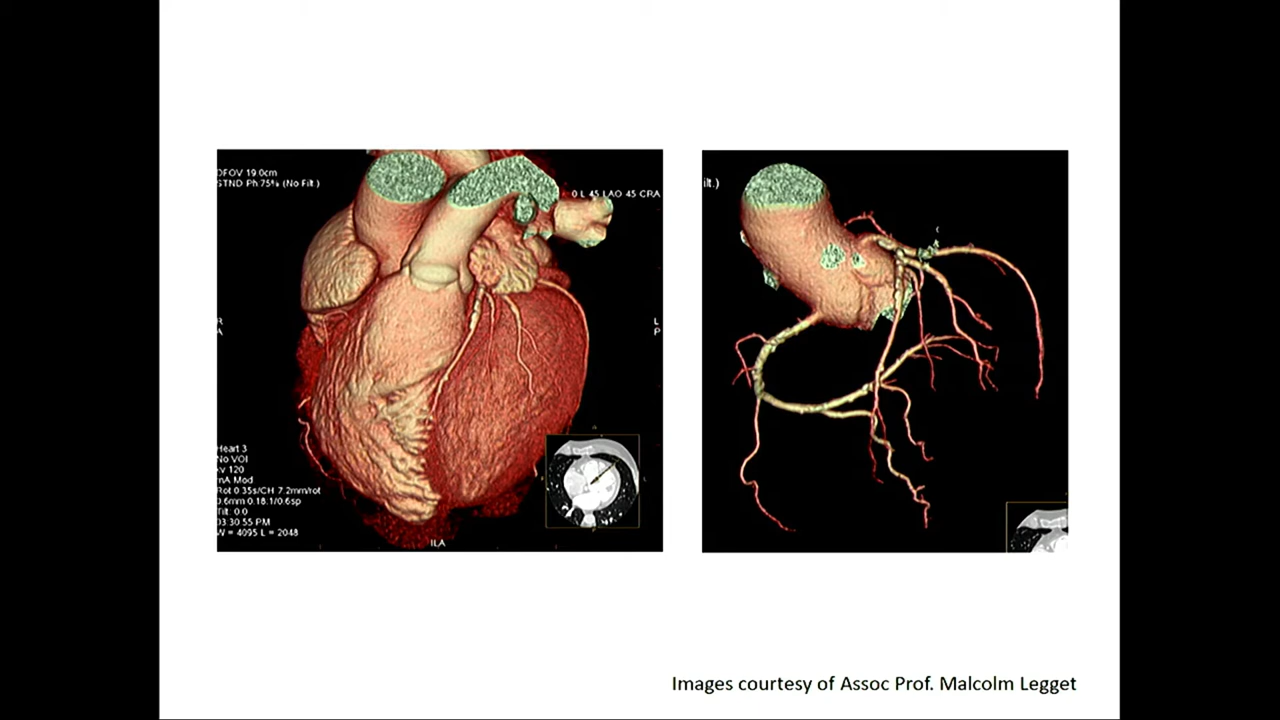 DFOV 19.0cm
STND Ph 75% (No Filt.)
0 L 45 LAO 45 CRA
R
A
L
P
Heart 3
No VOI
kv 120
mA Mod
Rot 0.35s/CH 7.2mm/rot
0.6mm 0.18:1/0.6sp
Tilt: 0.0
03:30:55 PM
W = 4095 L = 2048
ILA
ilt.)
Images courtesy of Assoc Prof. Malcolm Legget